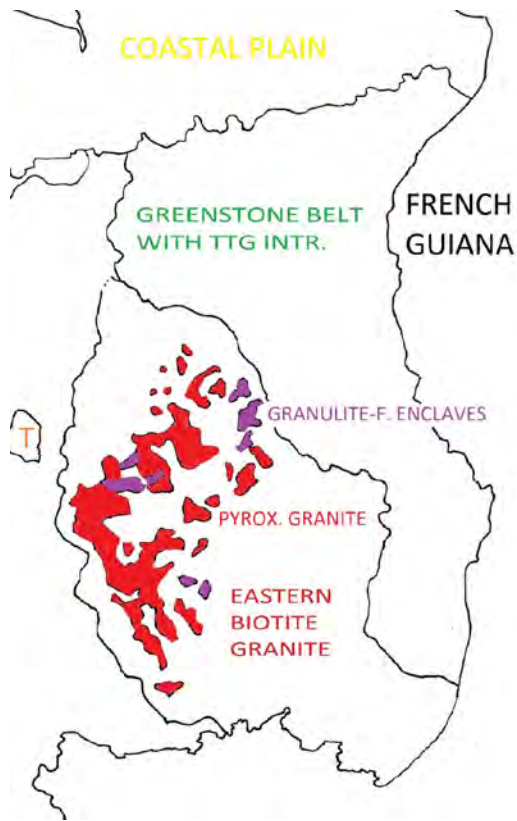 COASTAL PLAIN
GREENSTONE BELT
WITH TTG INTR.
FRENCH
GUIANA
GRANULITE-F. ENCLAVES
T
PYROX. GRANITE
EASTERN
BIOTITE
GRANITE